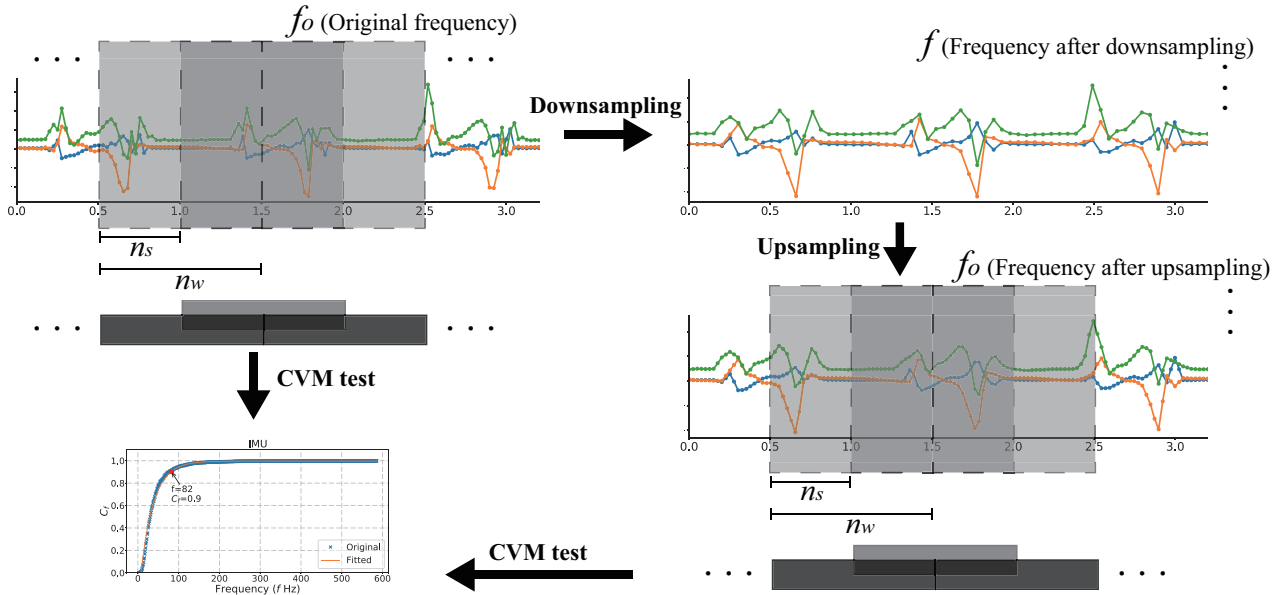 fo (Original frequency)
. . .
. . .
0.0 0.5 1.0 1.5 2.0 2.5 3.0
ns
nw
. . .
. . .
Downsampling
f (Frequency after downsampling)
0.0 0.5 1.0 1.5 2.0 2.5 3.0
Upsampling
fo (Frequency after upsampling)
0.0 0.5 1.0 1.5 2.0 2.5 3.0
ns
nw
. . .
. . .
CVM test
CVM test
IMU
1,0
0,8
0.6
0.4
0.2
0,0
Cf
f=82
Cf=0.9
Original
Fitted
0 100 200 300 400 500 600
Frequency (f Hz)